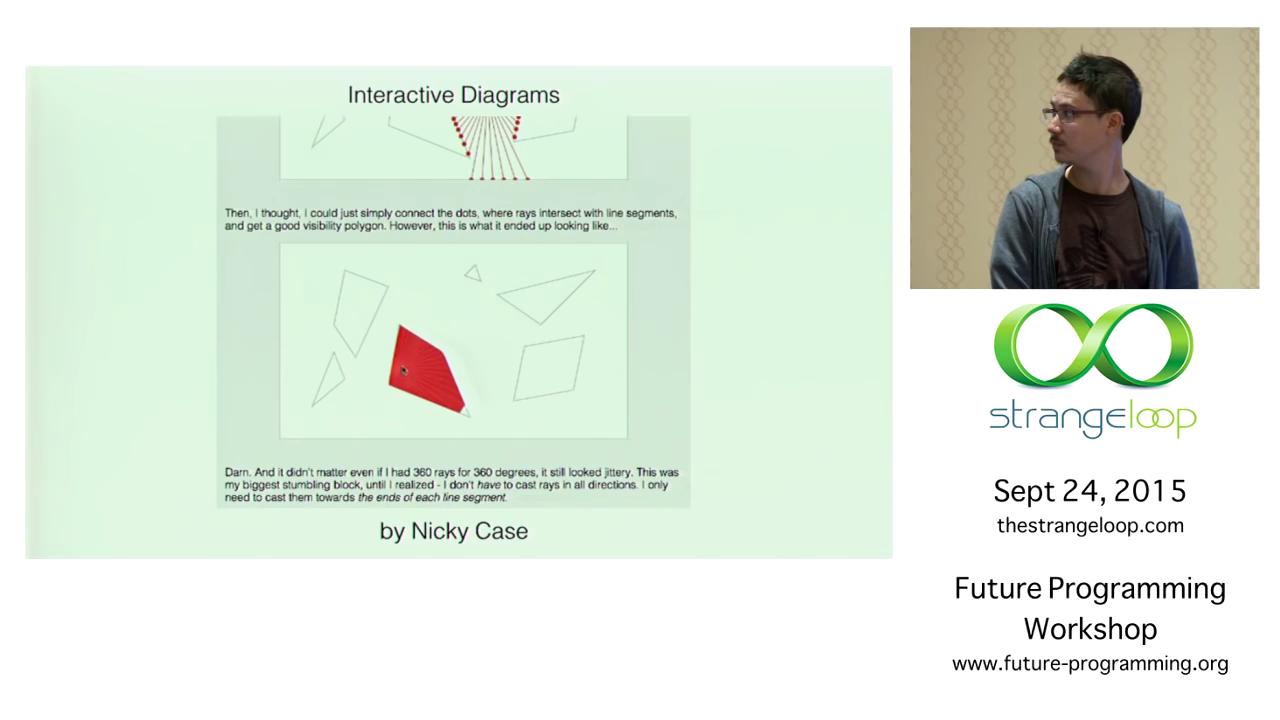 Interactive Diagrams
Then, I thought, I could just simply connect the dots, where rays intersect with line segments,
and get a good visibility polygon. However, this is what it ended up looking like...
Darn. And it didn't matter even if I had 360 rays for 360 degrees, it still looked jittery. This was
my biggest stumbling block, until I realized - I don't have to cast rays in all directions. I only
need to cast them towards the ends of each line segment.
by Nicky Case
strangeloop
Sept 24, 2015
thestrangeloop.com
Future Programming
Workshop
www.future-programming.org